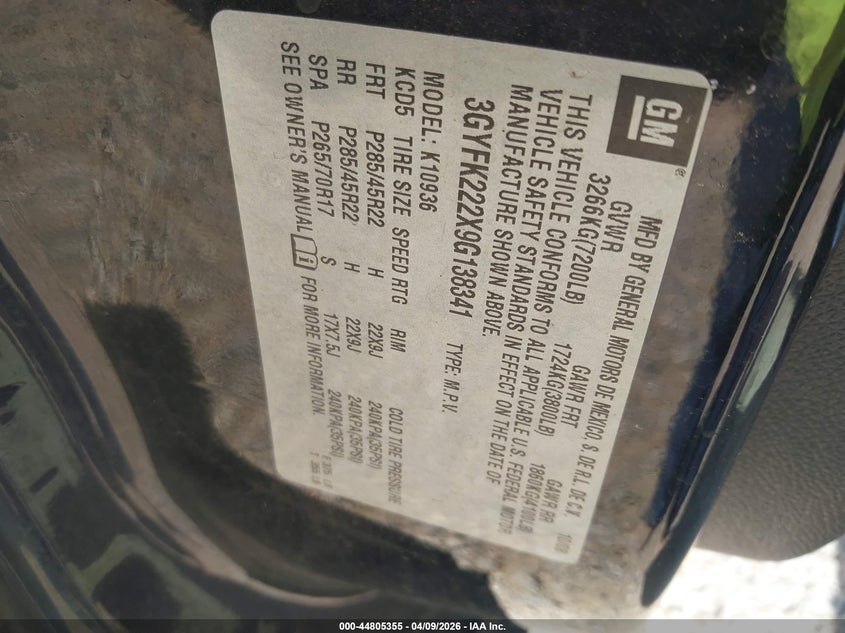 GM®
MFD BY GENERAL MOTORS DE MEXICO, S. DE R.L. DE C.V.
10/08
GVWR GAWR FRT GAWR RR
3266KG(7200LB) 1724KG(3800LB) 1860KG(4100LB)
THIS VEHICLE CONFORMS TO ALL APPLICABLE U.S. FEDERAL MOTOR
VEHICLE SAFETY STANDARDS IN EFFECT ON THE DATE OF
MANUFACTURE SHOWN ABOVE.
3GYFK222X9G138341 TYPE: M.P.V.
MODEL: K10936
KCD5 TIRE SIZE SPEED RTG RIM COLD TIRE PRESSURE
FRT P285/45R22 H 22X9J 240KPA(35PSI)
RR P285/45R22 H 22X9J 240KPA(35PSI)
SPA P265/70R17 S 17X7.5J 240KPA(35PSI)
SEE OWNER'S MANUAL FOR MORE INFORMATION.
000-44805355 - 04/09/2026 - IAA Inc.